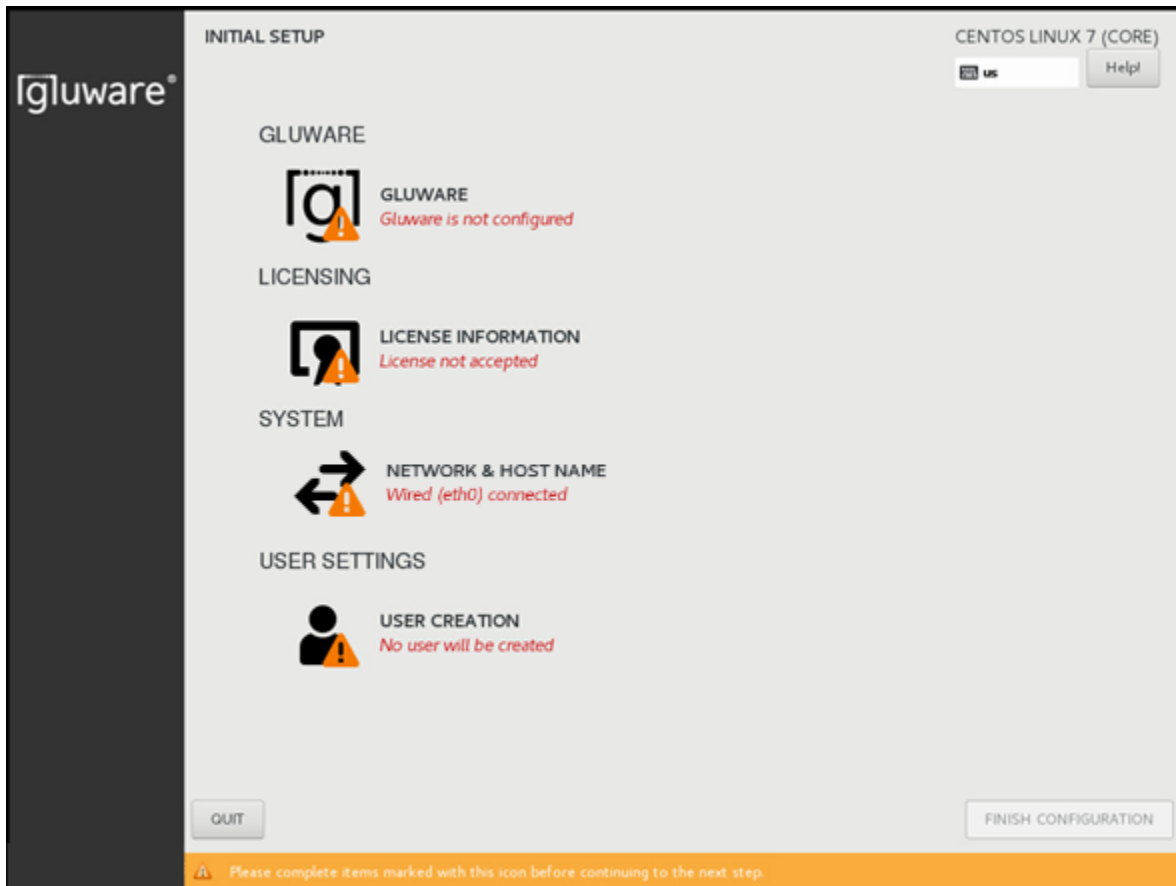 gluware®
INITIAL SETUP
CENTOS LINUX 7 (CORE)
us
Help!
GLUWARE
GLUWARE
Gluware is not configured
LICENSING
LICENSE INFORMATION
License not accepted
SYSTEM
NETWORK & HOST NAME
Wired (eth0) connected
USER SETTINGS
USER CREATION
No user will be created
QUIT
FINISH CONFIGURATION
Please complete items marked with this icon before continuing to the next step.